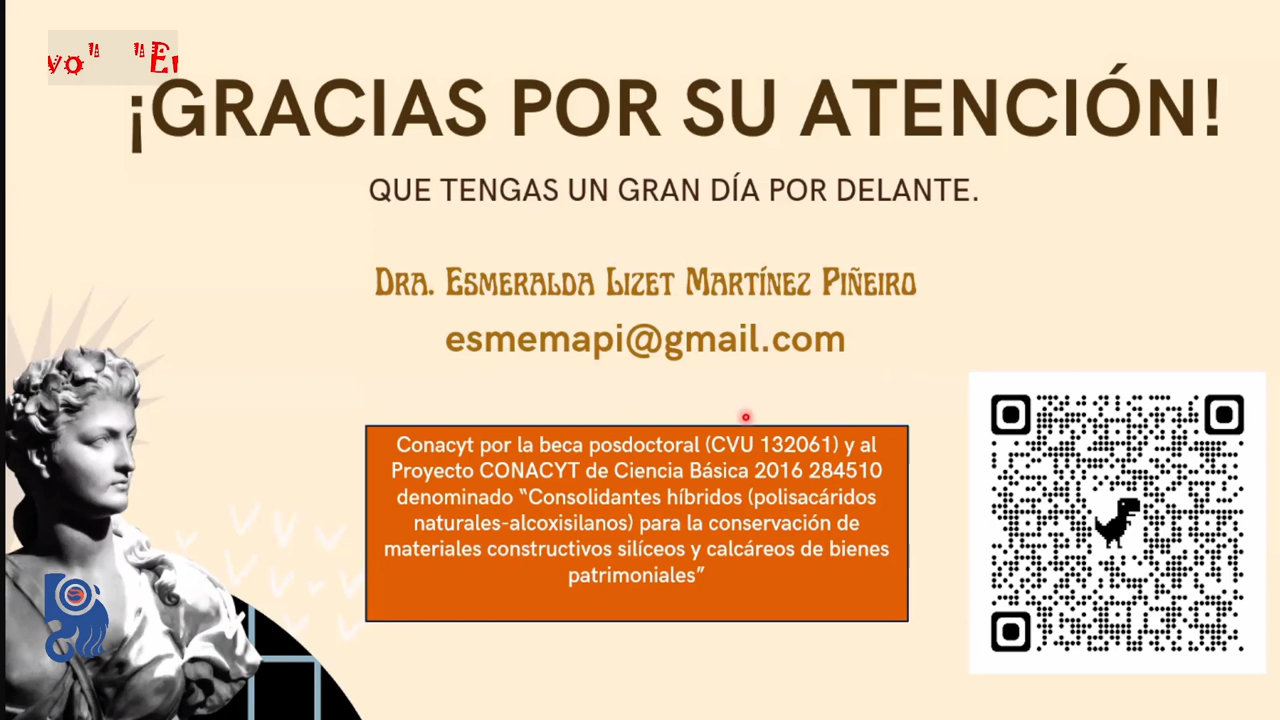 ¡GRACIAS POR SU ATENCIÓN!
QUE TENGAS UN GRAN DÍA POR DELANTE.
DRA. ESMERALDA LIZET MARTÍNEZ PIÑEIRO
esmemapi@gmail.com
Conacyt por la beca posdoctoral (CVU 132061) y al
Proyecto CONACYT de Ciencia Básica 2016 284510
denominado “Consolidantes híbridos (polisacáridos
naturales-alcoxisilanos) para la conservación de
materiales constructivos silíceos y calcáreos de bienes
patrimoniales”